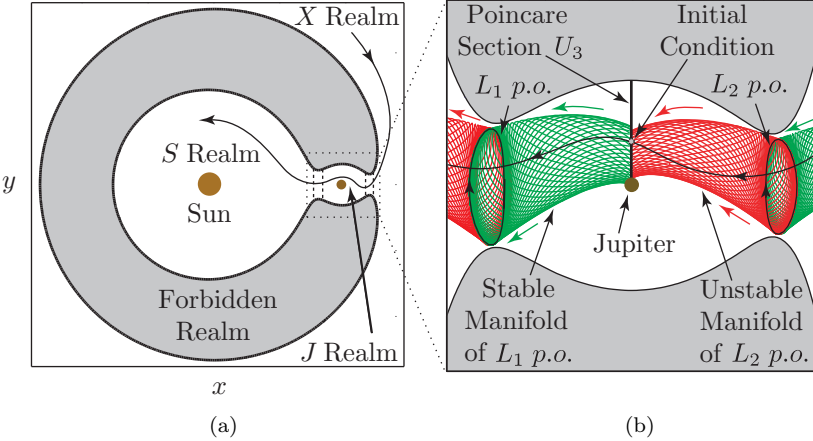 X Realm
S Realm
Sun
y
Forbidden
Realm
J Realm
x
(a)
Poincare
Section U₃
Initial
Condition
L₁ p.o.
L₂ p.o.
Jupiter
Stable
Manifold
of L₁ p.o.
Unstable
Manifold
of L₂ p.o.
(b)